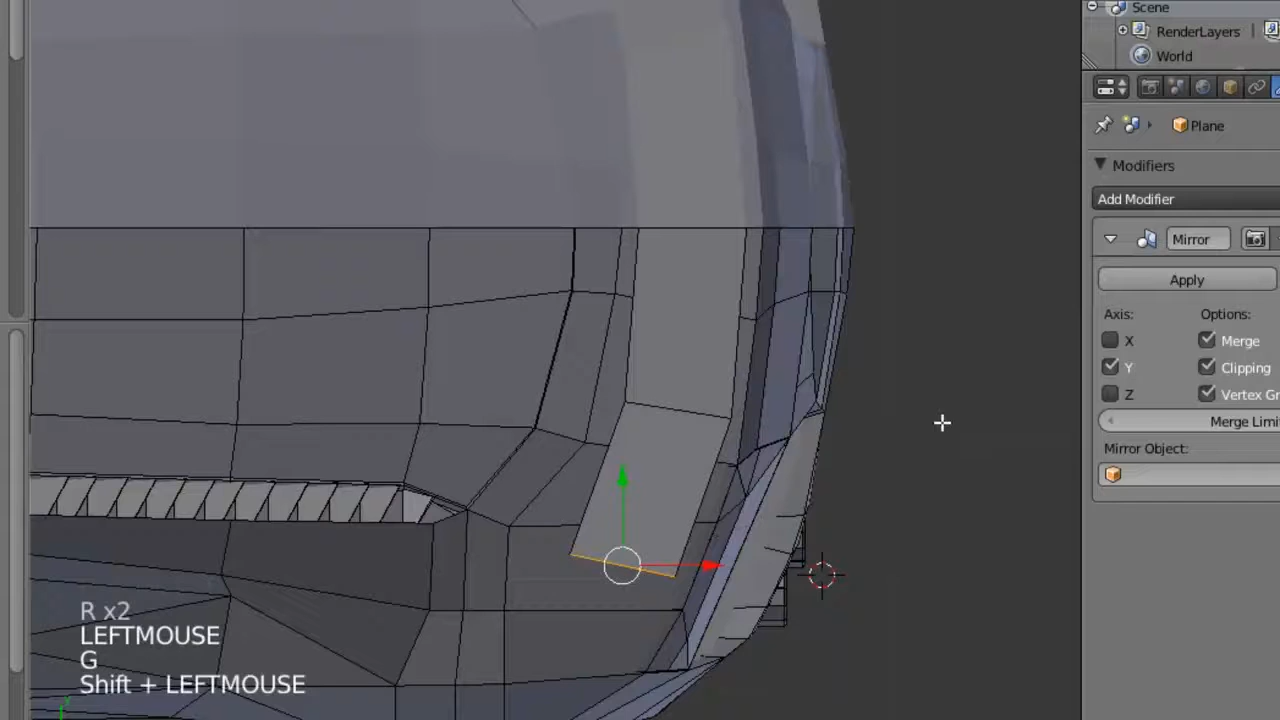 Scene
RenderLayers
World
Plane
Modifiers
Add Modifier
Mirror
Apply
Axis: Options:
X Merge
Y Clipping
Z Vertex Gr
Merge Limi
Mirror Object:
R x2
LEFTMOUSE
G
Shift + LEFTMOUSE